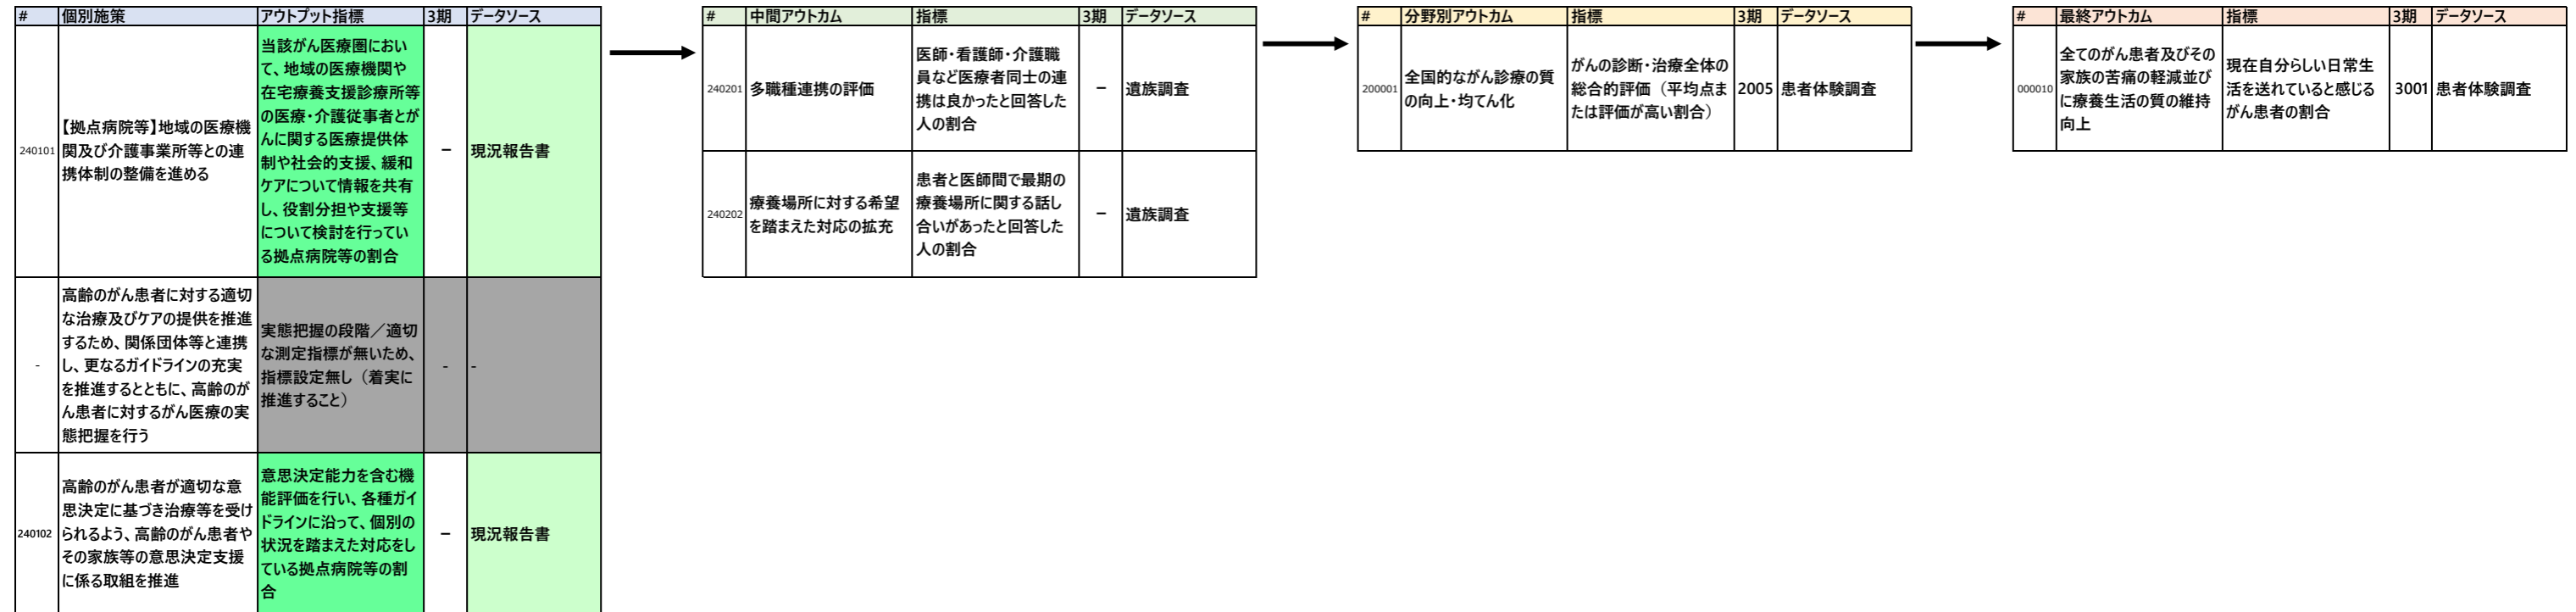 # 個別施策 アウトプット指標 3期 データソース
240101
【拠点病院等】地域の医療機
関及び介護事業所等との連
携体制の整備を進める
当該がん医療圏におい
て、地域の医療機関や
在宅療養支援診療所等
の医療・介護従事者とが
んに関する医療提供体
制や社会的支援、緩和
ケアについて情報を共有
し、役割分担や支援等
について検討を行ってい
る拠点病院等の割合
－
現況報告書
-
高齢のがん患者に対する適切
な治療及びケアの提供を推進
するため、関係団体等と連携
し、更なるガイドラインの充実
を推進するとともに、高齢のが
ん患者に対するがん医療の実
態把握を行う
実態把握の段階／適切
な測定指標が無いため、
指標設定無し（着実に
推進すること）
-
-
240102
高齢のがん患者が適切な意
思決定に基づき治療等を受け
られるよう、高齢のがん患者や
その家族等の意思決定支援
に係る取組を推進
意思決定能力を含む機
能評価を行い、各種ガイ
ドラインに沿って、個別の
状況を踏まえた対応をし
ている拠点病院等の割
合
－
現況報告書
# 中間アウトカム 指標 3期 データソース
240201
多職種連携の評価
医師・看護師・介護職
員など医療者同士の連
携は良かったと回答した
人の割合
－
遺族調査
240202
療養場所に対する希望
を踏まえた対応の拡充
患者と医師間で最期の
療養場所に関する話し
合いがあったと回答した
人の割合
－
遺族調査
# 分野別アウトカム 指標 3期 データソース
200001
全国的ながん診療の質
の向上・均てん化
がんの診断・治療全体の
総合的評価（平均点ま
たは評価が高い割合）
2005
患者体験調査
# 最終アウトカム 指標 3期 データソース
000010
全てのがん患者及びその
家族の苦痛の軽減並び
に療養生活の質の維持
向上
現在自分らしい日常生
活を送れていると感じる
がん患者の割合
3001
患者体験調査